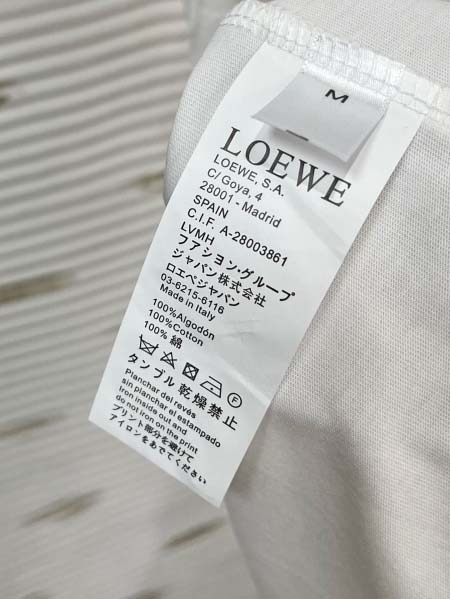 M
LOEWE
LOEWE, S.A.
C/ Goya, 4
28001 - Madrid
SPAIN
C.I.F. A-28003861
LVMH
ファション・グループ
ジャパン株式会社
ロエベジャパン
03-6215-6116
Made in Italy
100%Algodón
100%Cotton
100% 綿
F
タンブル乾燥禁止
Planchar del revés
sin planchar el estampado
Iron inside out and
do not iron on the print
プリント部分を避けて
アイロンをあててください